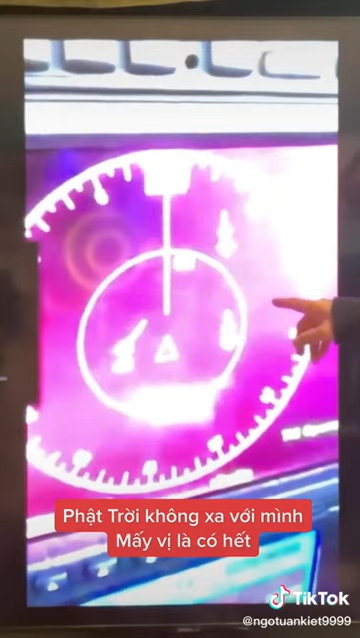 Phật Trời không xa với mình
Mấy vị là có hết
TikTok
@ngotuankiet9999